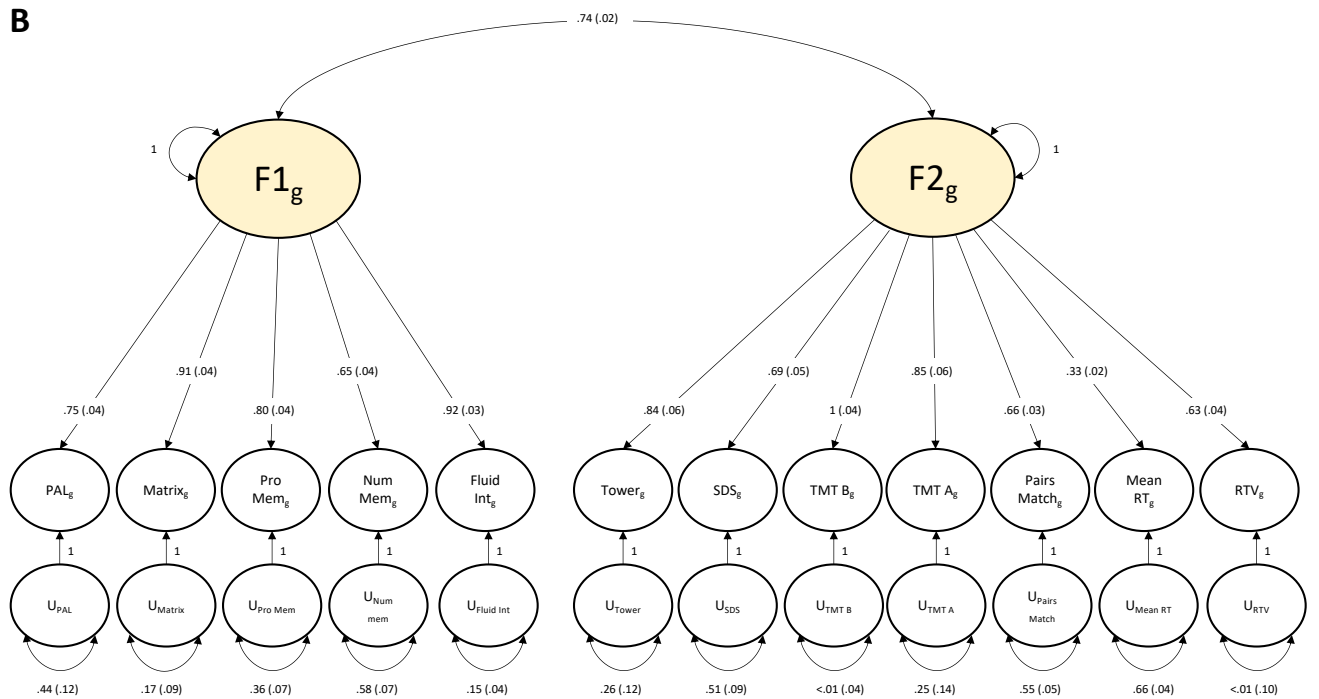 B
.74 (.02)
1
F1g
F2g
1
.91 (.04)
.65 (.04)
.69 (.05)
.85 (.06)
.33 (.02)
.75 (.04)
.80 (.04)
.92 (.03)
.84 (.06)
1 (.04)
.66 (.03)
.63 (.04)
PALg
Matrixg
Pro
Memg
Num
Memg
Fluid
Intg
Towerg
SDSg
TMT Bg
TMT Ag
Pairs
Matchg
Mean
RTg
RTVg
1
1
1
1
1
1
1
1
1
1
1
1
UPAL
UMatrix
UPro Mem
UNum
mem
UFluid Int
UTower
USDS
UTMT B
UTMT A
UPairs
Match
UMean RT
URTV
.44 (.12)
.17 (.09)
.36 (.07)
.58 (.07)
.15 (.04)
.26 (.12)
.51 (.09)
<.01 (.04)
.25 (.14)
.55 (.05)
.66 (.04)
<.01 (.10)